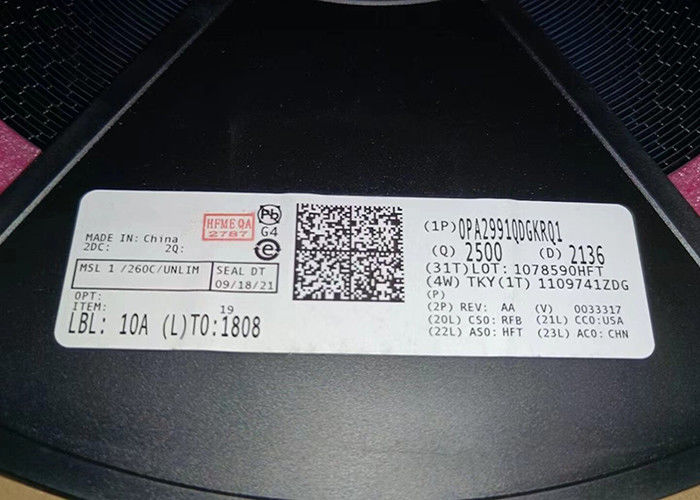 MADE IN: China
2DC: 2Q:
HFMEQA
2787
Pb
G4
e
MSL 1 /260C/UNLIM
SEAL DT
09/18/21
OPT:
ITEM: 19
LBL: 10A (L)TO:1808
(1P) OPA2991QDGKRQ1
(Q) 2500 (D) 2136
(31T) LOT: 1078590HFT
(4W) TKY(1T) 1109741ZDG
(P)
(2P) REV: AA (V) 0033317
(20L) CSO: RFB (21L) CCO:USA
(22L) ASO: HFT (23L) ACO: CHN